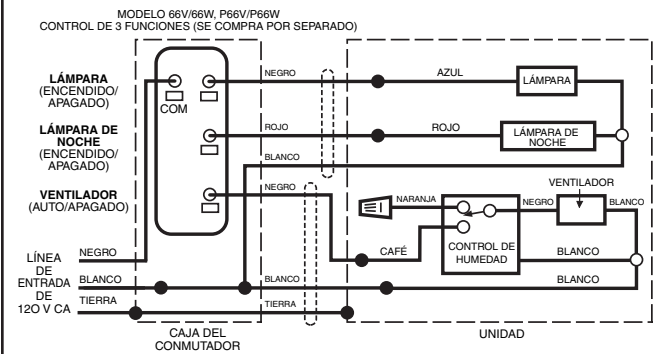 MODELO 66V/66W, P66V/P66W
CONTROL DE 3 FUNCIONES (SE COMPRA POR SEPARADO)
LÁMPARA
(ENCENDIDO/
APAGADO)
COM
NEGRO
AZUL
LÁMPARA
LÁMPARA DE
NOCHE
(ENCENDIDO/
APAGADO)
ROJO
ROJO
LÁMPARA DE
NOCHE
BLANCO
VENTILADOR
(AUTO/APAGADO)
NEGRO
NARANJA
NEGRO
VENTILADOR
BLANCO
CAFÉ
CONTROL DE
HUMEDAD
BLANCO
LÍNEA
DE
ENTRADA
DE
120 V CA
NEGRO
BLANCO
TIERRA
BLANCO
BLANCO
TIERRA
CAJA DEL
CONMUTADOR
UNIDAD